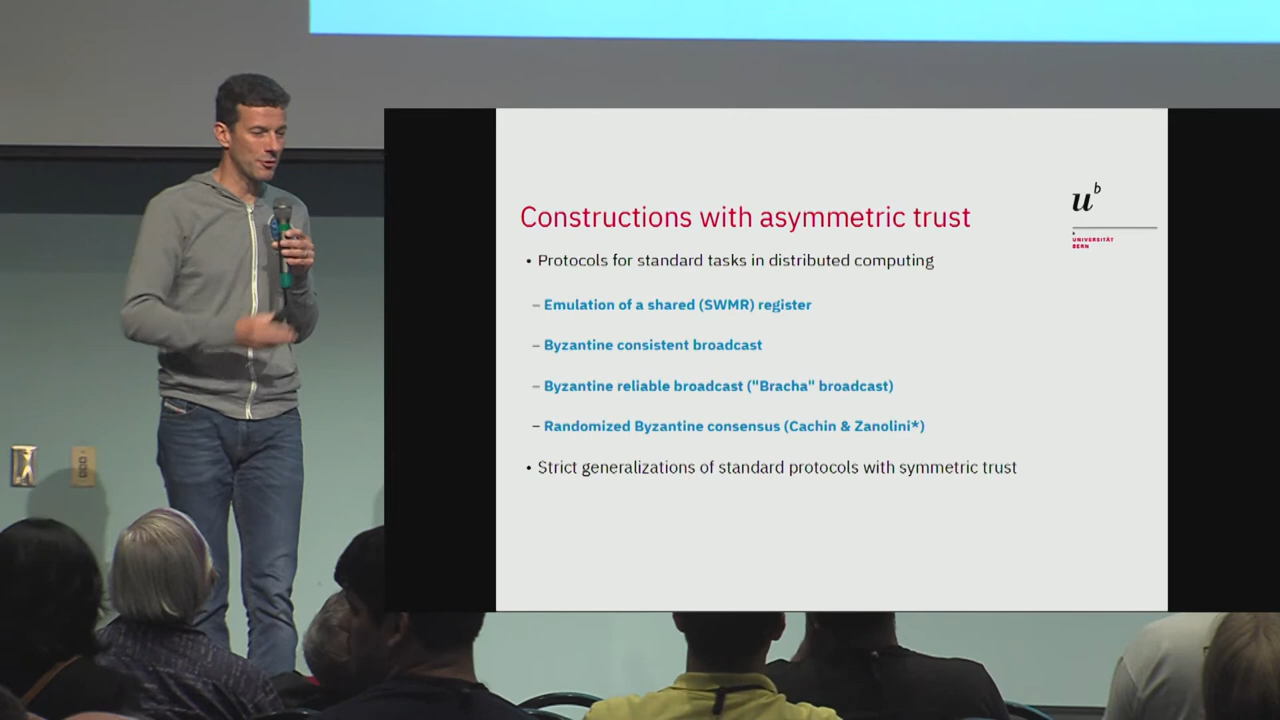 Constructions with asymmetric trust
• Protocols for standard tasks in distributed computing
– Emulation of a shared (SWMR) register
– Byzantine consistent broadcast
– Byzantine reliable broadcast ("Bracha" broadcast)
– Randomized Byzantine consensus (Cachin & Zanolini*)
• Strict generalizations of standard protocols with symmetric trust
u^b
b
UNIVERSITÄT
BERN